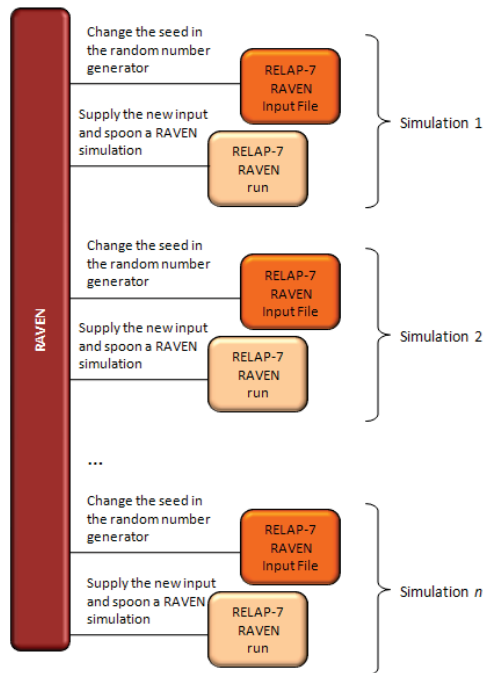 RAVEN
Change the seed in
the random number
generator
RELAP-7
RAVEN
Input File
Supply the new input
and spoon a RAVEN
simulation
RELAP-7
RAVEN
run
Simulation 1
Change the seed in
the random number
generator
RELAP-7
RAVEN
Input File
Supply the new input
and spoon a RAVEN
simulation
RELAP-7
RAVEN
run
Simulation 2
...
Change the seed in
the random number
generator
RELAP-7
RAVEN
Input File
Supply the new input
and spoon a RAVEN
simulation
RELAP-7
RAVEN
run
Simulation n